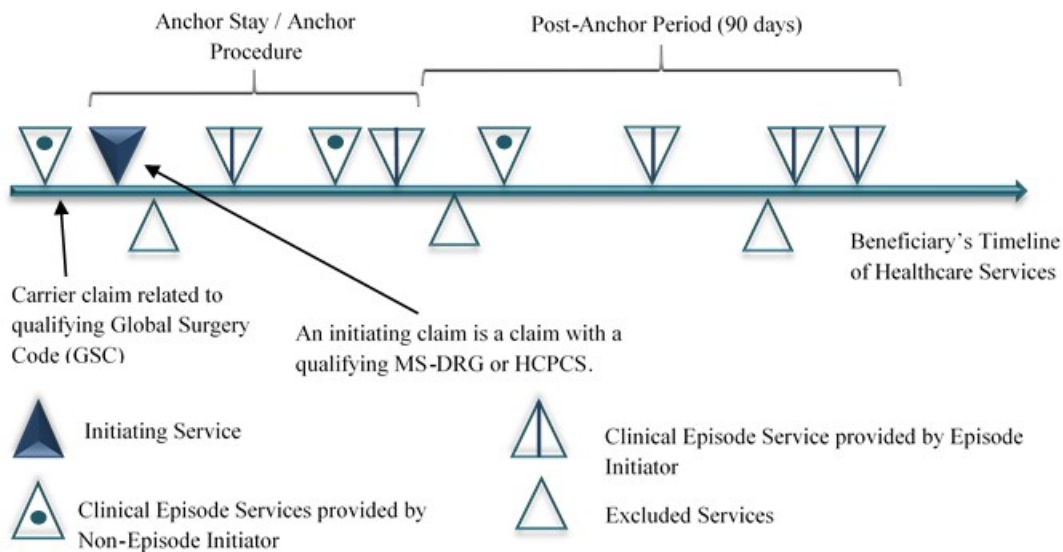 Anchor Stay / Anchor
Procedure
Post-Anchor Period (90 days)
Beneficiary's Timeline
of Healthcare Services
Carrier claim related to
qualifying Global Surgery
Code (GSC)
An initiating claim is a claim with a
qualifying MS-DRG or HCPCS.
Initiating Service
Clinical Episode Service provided by Episode
Initiator
Clinical Episode Services provided by
Non-Episode Initiator
Excluded Services